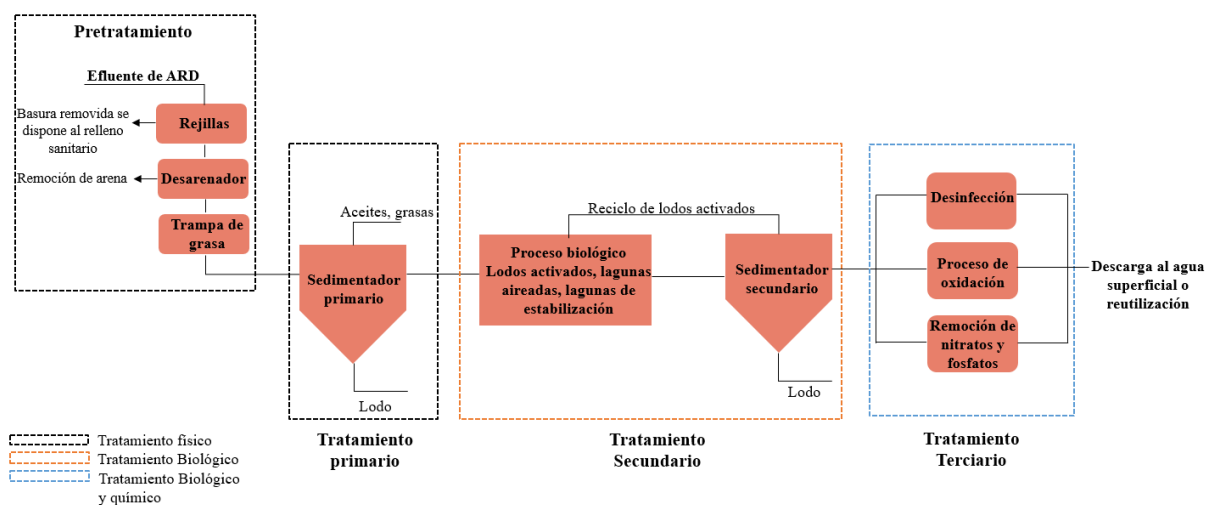 Pretratamiento
Efluente de ARD
Basura removida se
dispone al relleno
sanitario
Rejillas
Remoción de arena
Desarenador
Trampa de
grasa
Aceites, grasas
Sedimentador
primario
Lodo
Tratamiento
primario
Reciclo de lodos activados
Proceso biológico
Lodos activados, lagunas
aireadas, lagunas de
estabilización
Sedimentador
secundario
Lodo
Tratamiento
Secundario
Desinfección
Proceso de
oxidación
Remoción de
nitratos y
fosfatos
Tratamiento
Terciario
Descarga al agua
superficial o
reutilización
Tratamiento físico
Tratamiento Biológico
Tratamiento Biológico
y químico